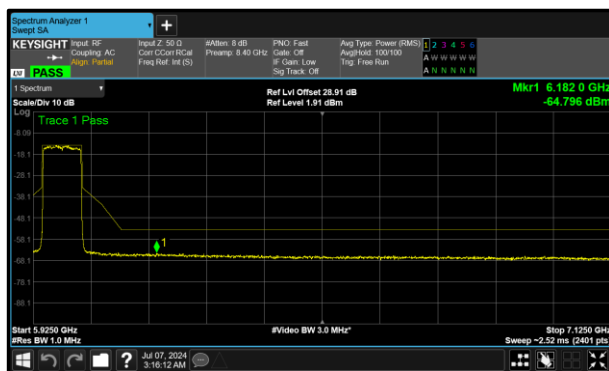 Spectrum Analyzer 1
Swept SA
+
KEYSIGHT
Input: RF
Coupling: AC
Align: Partial
Input Z: 50 Ω
Corr CCorr RCal
Freq Ref: Int (S)
#Atten: 8 dB
Preamp: 8.40 GHz
PNO: Fast
Gate: Off
IF Gain: Low
Sig Track: Off
Avg Type: Power (RMS)
Avg|Hold: 100/100
Trig: Free Run
1 2 3 4 5 6
A W W W W W
A N N N N N
LXI PASS
1 Spectrum
Scale/Div 10 dB
Ref Lvl Offset 28.91 dB
Ref Level 1.91 dBm
Mkr1 6.182 0 GHz
-64.796 dBm
Log
Trace 1 Pass
-8.09
-18.1
-28.1
-38.1
-48.1
-58.1
-68.1
-78.1
-88.1
1
Start 5.9250 GHz
#Res BW 1.0 MHz
#Video BW 3.0 MHz*
Stop 7.1250 GHz
Sweep ~2.52 ms (2401 pts)
?
Jul 07, 2024
3:16:12 AM